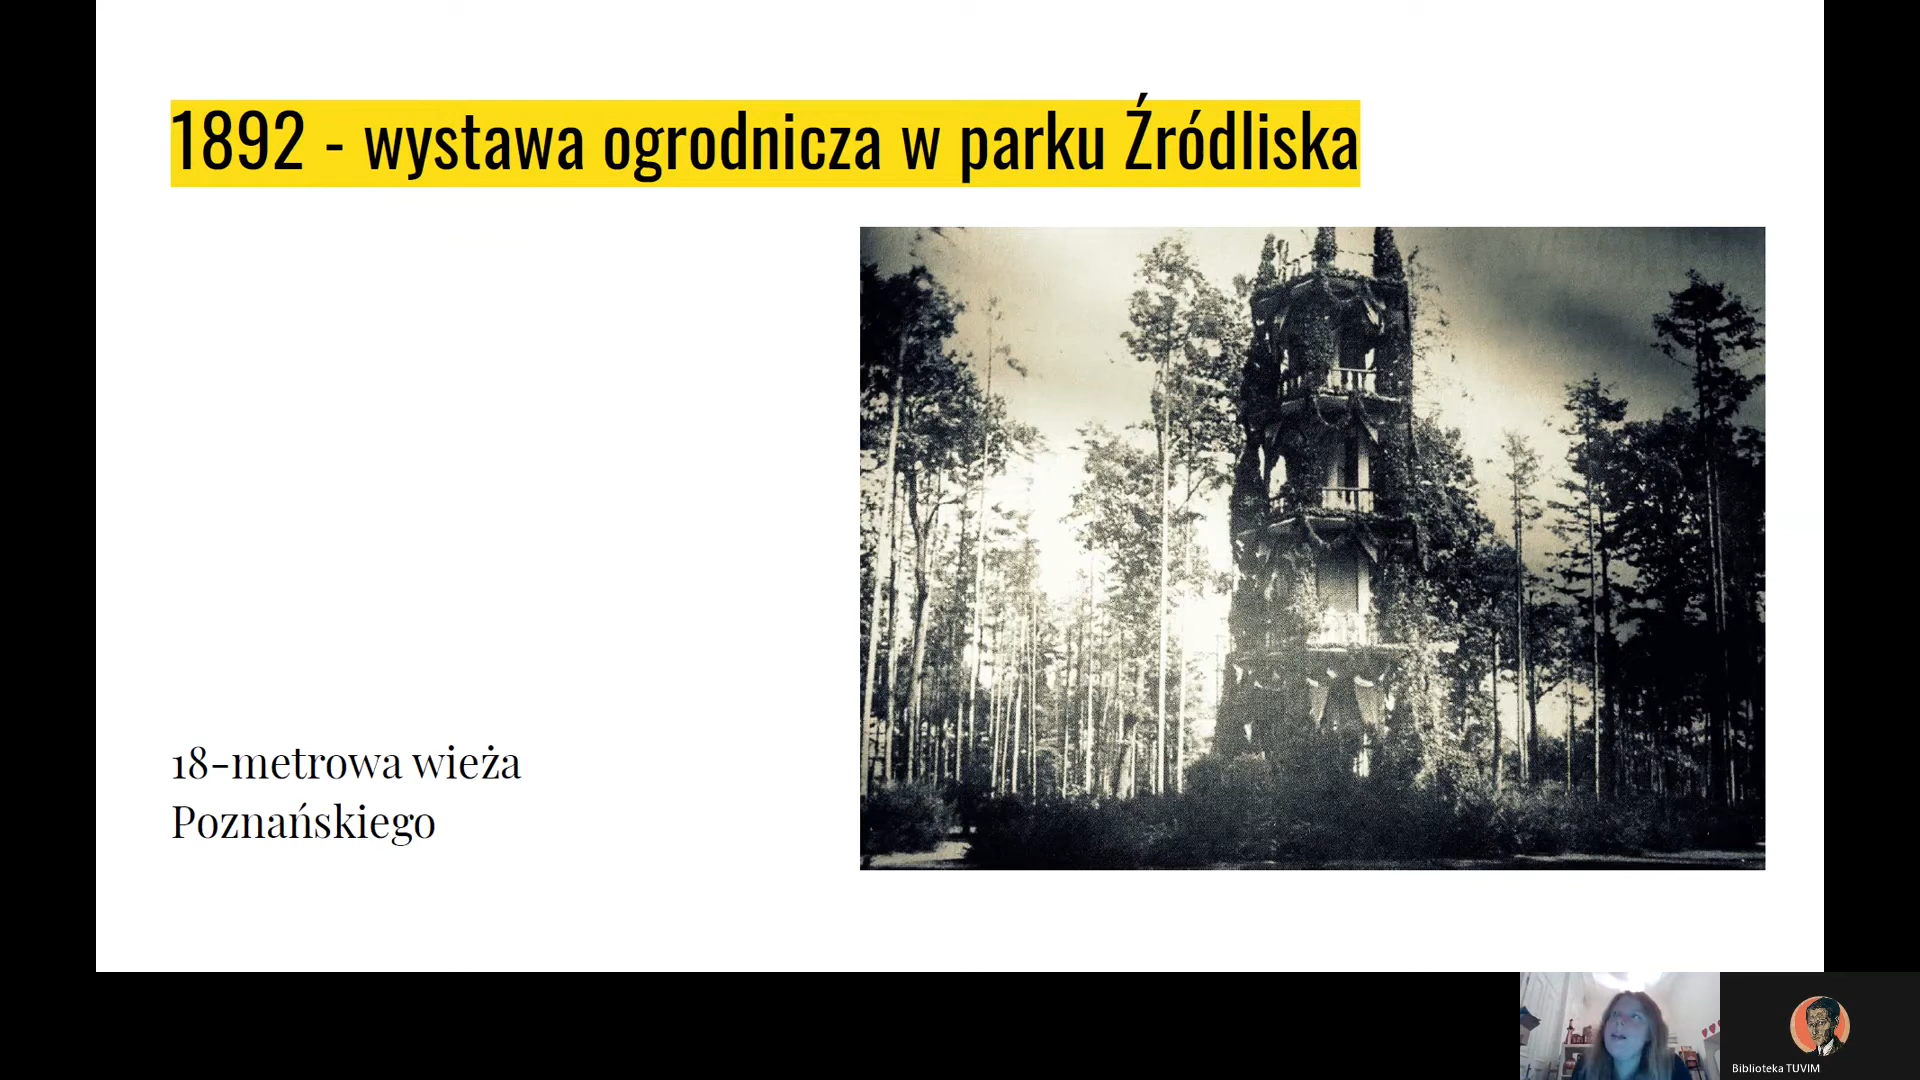 1892 - wystawa ogrodnicza w parku Źródliska
18-metrowa wieża
Poznańskiego
Biblioteka TUVIM